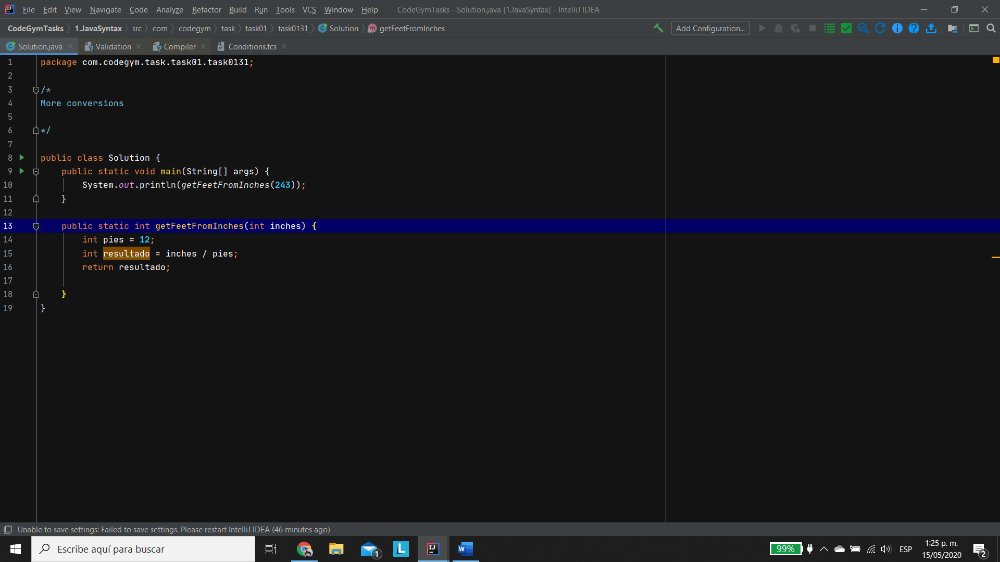 File Edit View Navigate Code Analyze Refactor Build Run Tools VCS Window Help CodeGymTasks - Solution.java [1.JavaSyntax] - IntelliJ IDEA
CodeGymTasks 1.JavaSyntax src com codegym task task01 task0131 Solution getFeetFromInches Add Configuration...
Solution.java Validation Compiler Conditions.tcs
1 package com.codegym.task.task01.task0131;
2
3 /*
4 More conversions
5
6 */
7
8 public class Solution {
9 public static void main(String[] args) {
10 System.out.println(getFeetFromInches(243));
11 }
12
13 public static int getFeetFromInches(int inches) {
14 int pies = 12;
15 int resultado = inches / pies;
16 return resultado;
17
18 }
19 }
Unable to save settings: Failed to save settings. Please restart IntelliJ IDEA (46 minutes ago)
Escribe aquí para buscar
1
L
IJ
W
99%
ESP
1:25 p. m.
15/05/2020
2